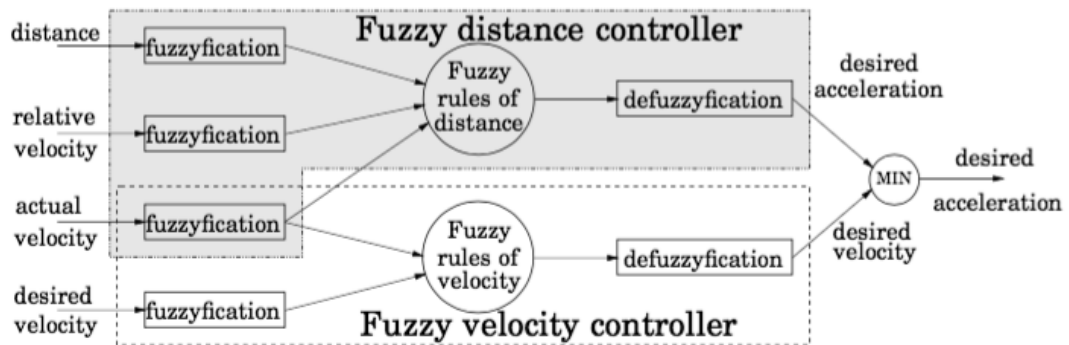 Fuzzy distance controller
distance
fuzzyfication
relative
velocity
fuzzyfication
Fuzzy
rules of
distance
defuzzyfication
desired
acceleration
actual
velocity
fuzzyfication
MIN
desired
acceleration
desired
velocity
fuzzyfication
Fuzzy
rules of
velocity
defuzzyfication
desired
velocity
Fuzzy velocity controller